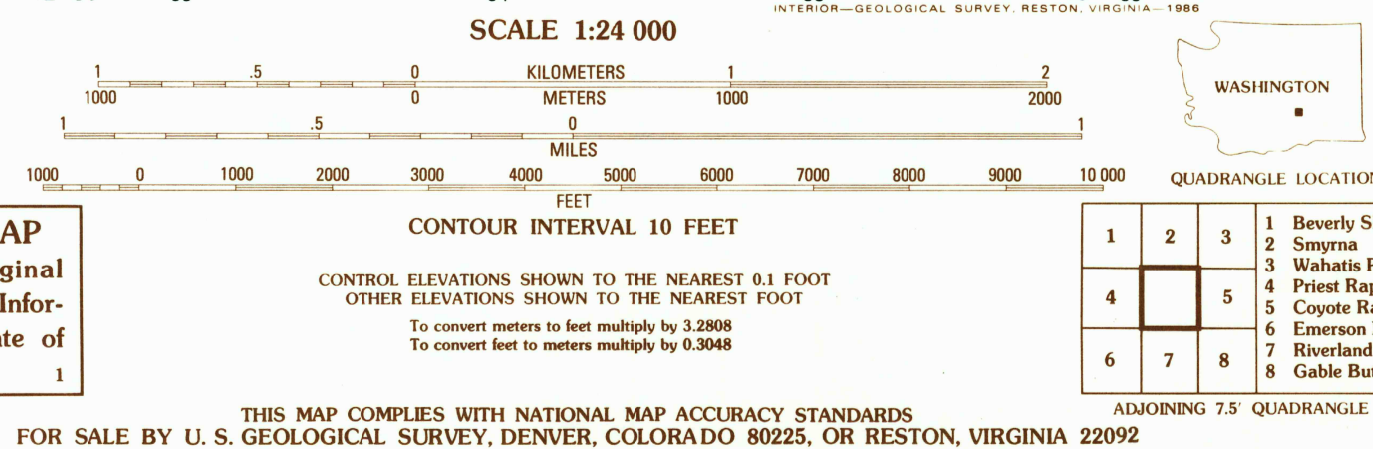 INTERIOR—GEOLOGICAL SURVEY, RESTON, VIRGINIA—1986
SCALE 1:24 000
1 .5 0 KILOMETERS 1 2
1000 0 METERS 1000 2000
1 .5 0 1
MILES
1000 0 1000 2000 3000 4000 5000 6000 7000 8000 9000 10 000
FEET
WASHINGTON
QUADRANGLE LOCATION
CONTOUR INTERVAL 10 FEET
CONTROL ELEVATIONS SHOWN TO THE NEAREST 0.1 FOOT
OTHER ELEVATIONS SHOWN TO THE NEAREST FOOT
To convert meters to feet multiply by 3.2808
To convert feet to meters multiply by 0.3048
AP
ginal
Infor-
te of
1
1 2 3
4 5
6 7 8
1 Beverly S
2 Smyrna
3 Wahatis
4 Priest Rap
5 Coyote Ra
6 Emerson
7 Riverland
8 Gable But
ADJOINING 7.5′ QUADRANGLE
THIS MAP COMPLIES WITH NATIONAL MAP ACCURACY STANDARDS
FOR SALE BY U. S. GEOLOGICAL SURVEY, DENVER, COLORADO 80225, OR RESTON, VIRGINIA 22092